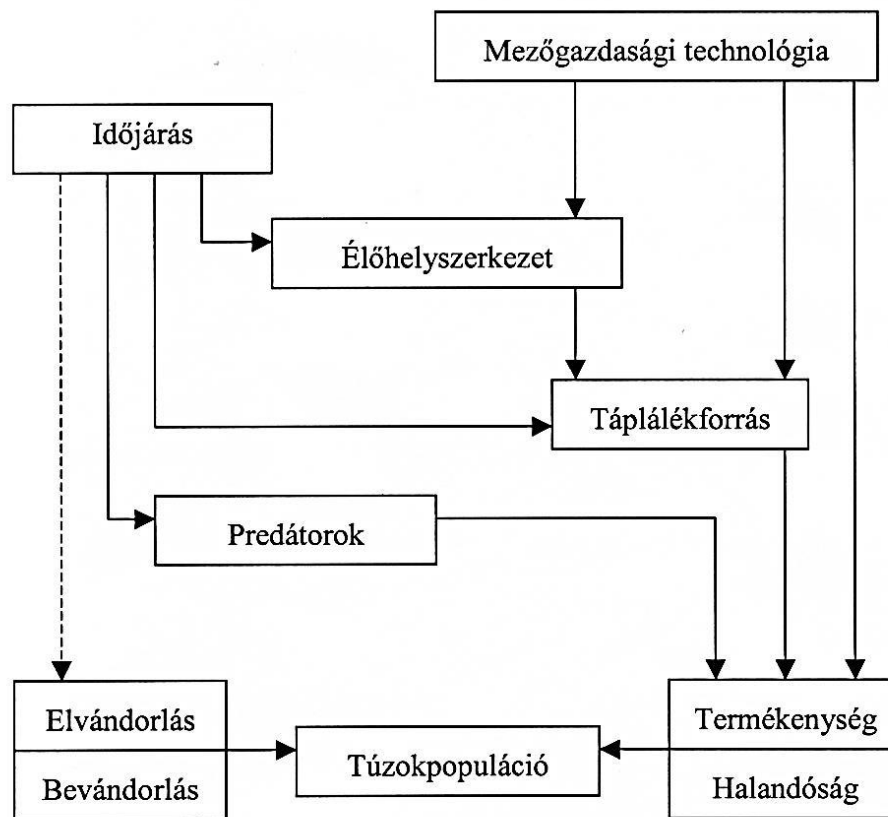 Mezőgazdasági technológia
Időjárás
Élőhelyszerkezet
Táplálékforrás
Predátorok
Elvándorlás
Bevándorlás
Túzokpopuláció
Termékenység
Halandóság